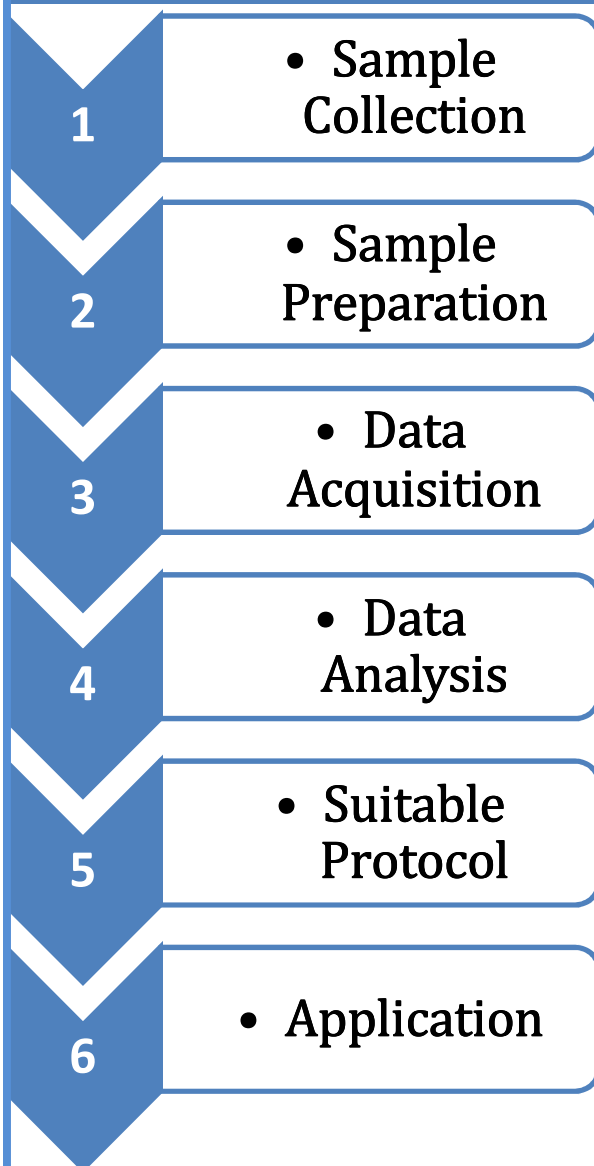 1
• Sample
Collection
2
• Sample
Preparation
3
• Data
Acquisition
4
• Data
Analysis
5
• Suitable
Protocol
6
• Application